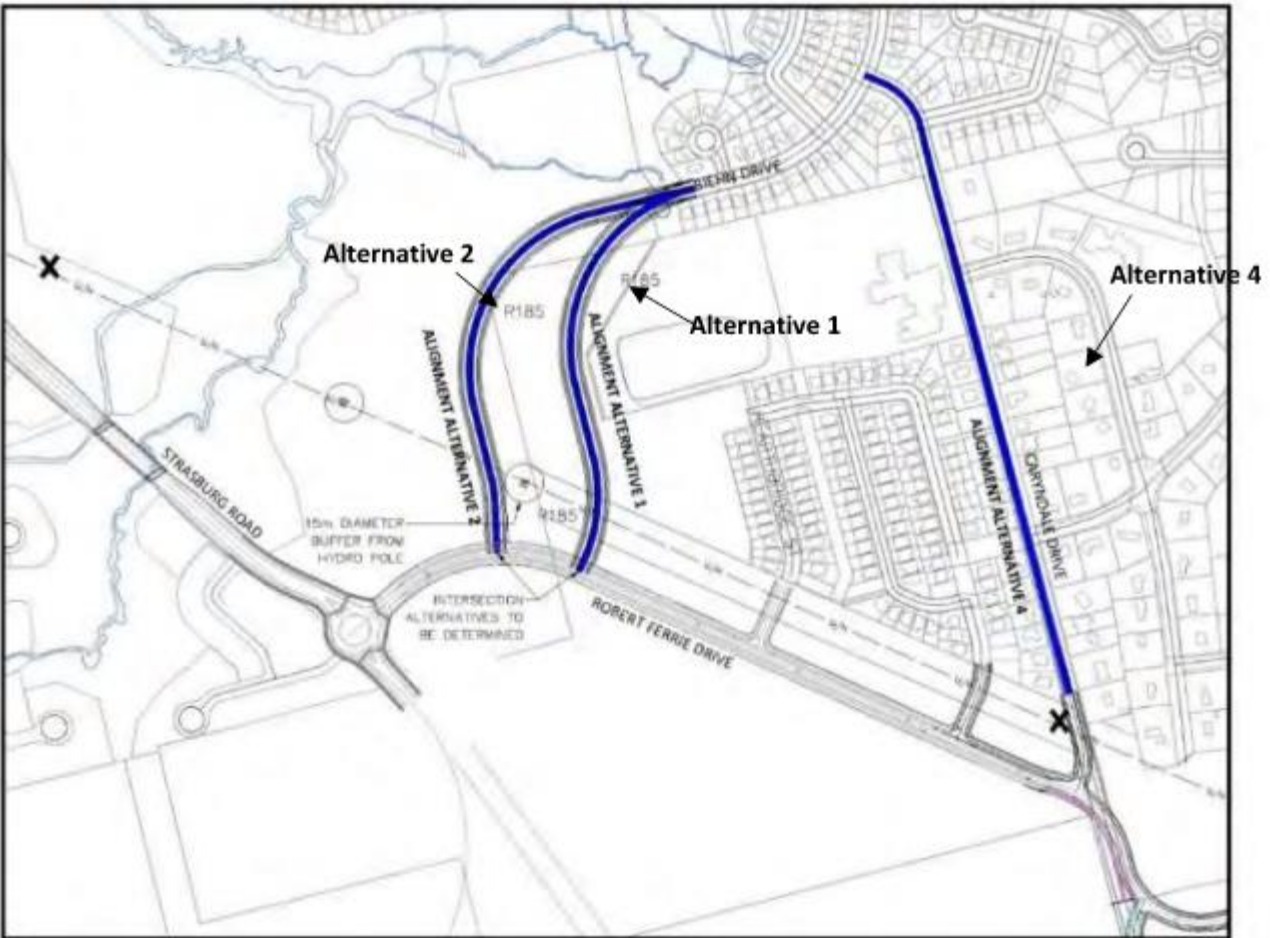 BIEHN DRIVE
Alternative 2
R185
Alternative 4
R185
Alternative 1
ALIGNMENT ALTERNATIVE 2
ALIGNMENT ALTERNATIVE 1
ALIGNMENT ALTERNATIVE 4
CARYNDALE DRIVE
STRASBURG ROAD
15m DIAMETER
BUFFER FROM
HYDRO POLE
R185
INTERSECTION
ALTERNATIVES TO
BE DETERMINED
ROBERT FERRIE DRIVE
X
X